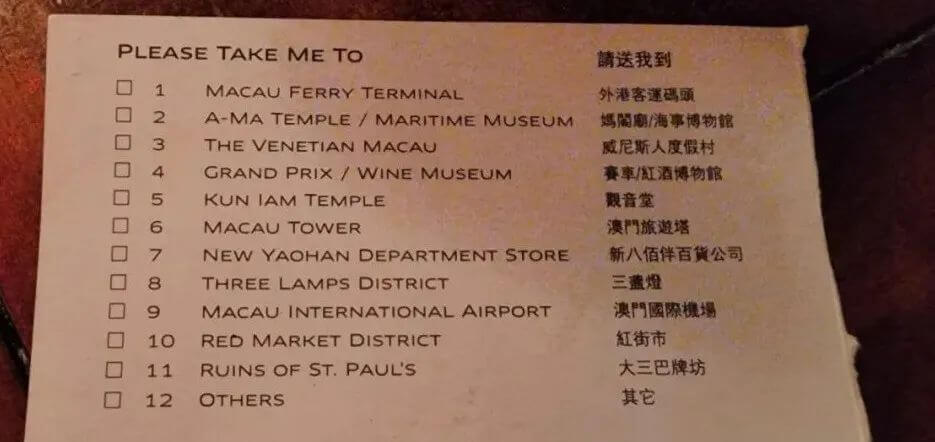 PLEASE TAKE ME TO 請送我到
☐ 1 MACAU FERRY TERMINAL 外港客運碼頭
☐ 2 A-MA TEMPLE / MARITIME MUSEUM 媽閣廟/海事博物館
☐ 3 THE VENETIAN MACAU 威尼斯人度假村
☐ 4 GRAND PRIX / WINE MUSEUM 賽車/紅酒博物館
☐ 5 KUN IAM TEMPLE 觀音堂
☐ 6 MACAU TOWER 澳門旅遊塔
☐ 7 NEW YAOHAN DEPARTMENT STORE 新八佰伴百貨公司
☐ 8 THREE LAMPS DISTRICT 三盞燈
☐ 9 MACAU INTERNATIONAL AIRPORT 澳門國際機場
☐ 10 RED MARKET DISTRICT 紅街市
☐ 11 RUINS OF ST. PAUL'S 大三巴牌坊
☐ 12 OTHERS 其它